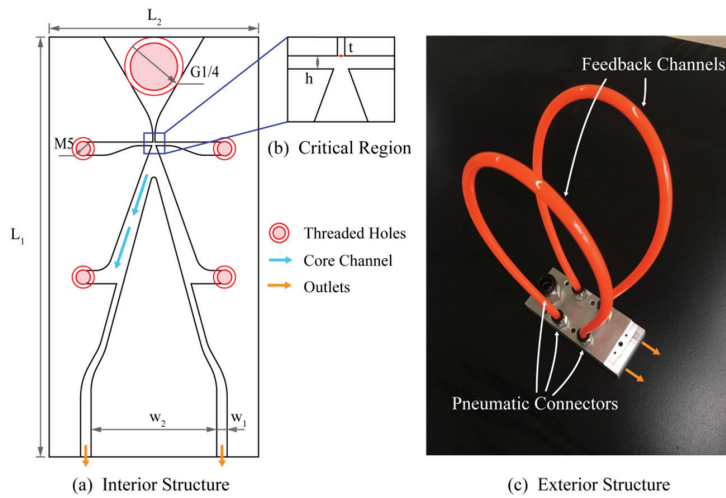 L2
G1/4
t
h
M5
(b) Critical Region
L1
Threaded Holes
Core Channel
Outlets
w2
w1
(a) Interior Structure
Feedback Channels
Pneumatic Connectors
(c) Exterior Structure